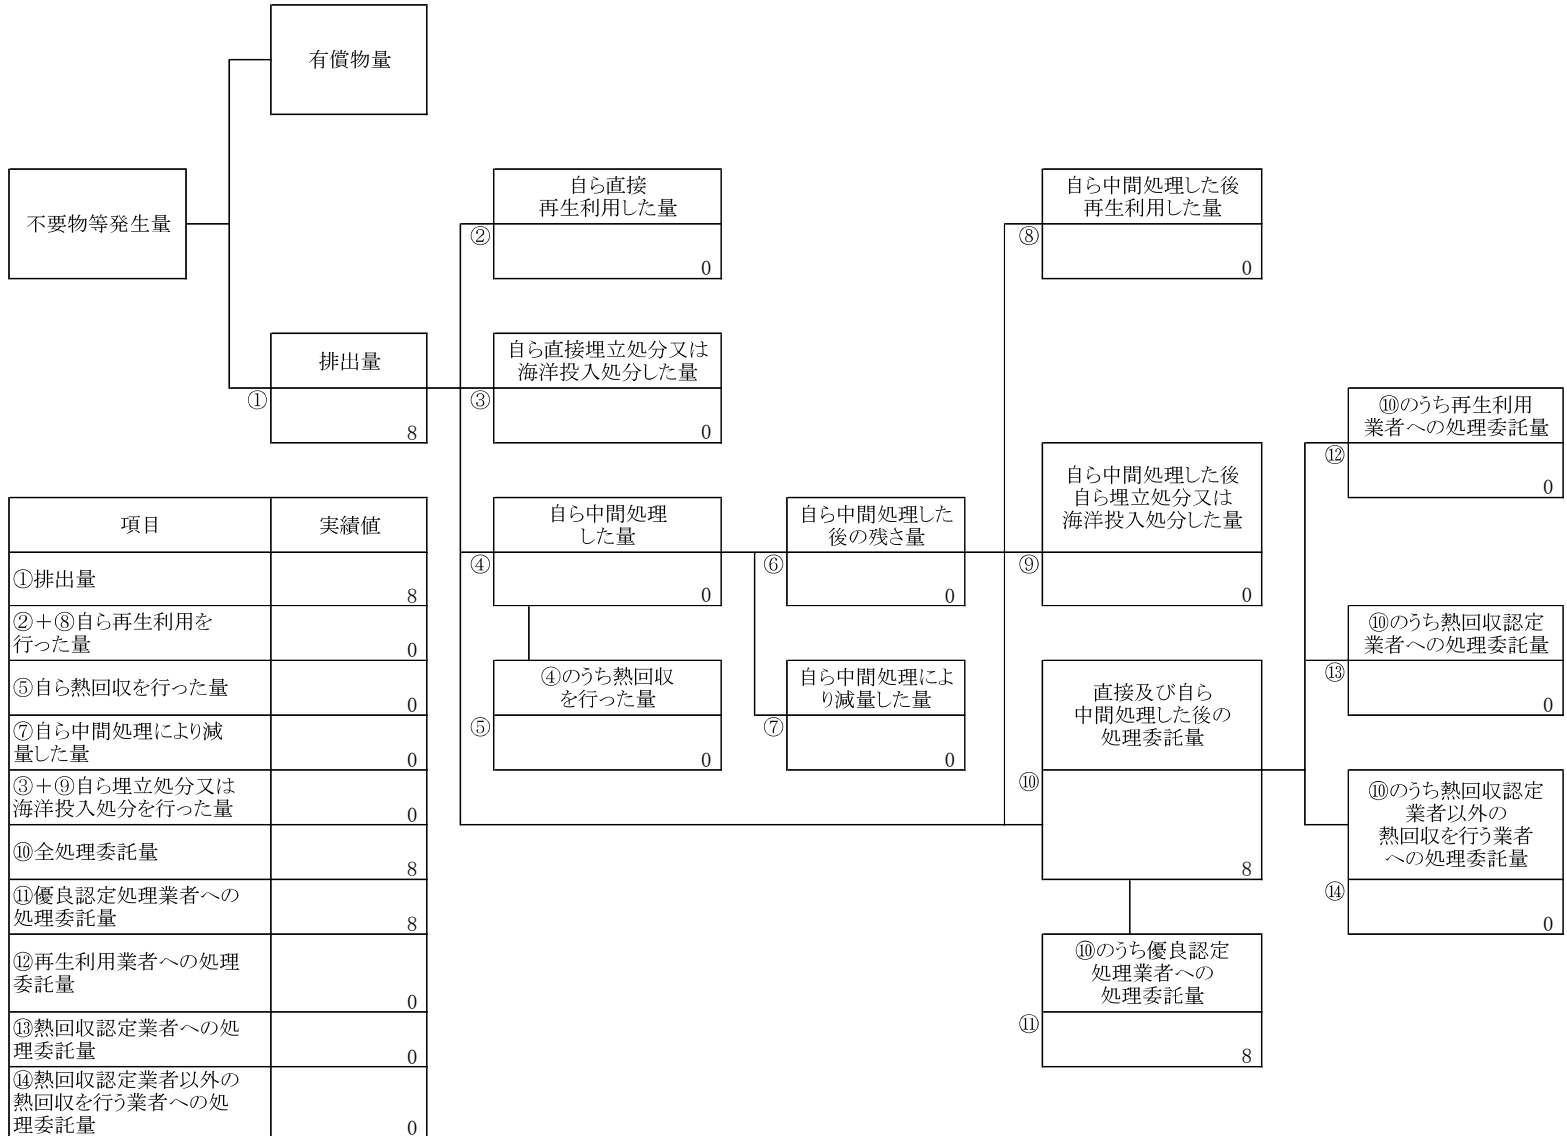 有償物量
不要物等発生量
自ら直接
再生利用した量
②
0
自ら中間処理した後
再生利用した量
⑧
0
排出量
①
8
自ら直接埋立処分又は
海洋投入処分した量
③
0
⑩のうち再生利用
業者への処理委託量
⑫
0
自ら中間処理
した量
④
0
自ら中間処理した
後の残さ量
⑥
0
自ら中間処理した後
自ら埋立処分又は
海洋投入処分した量
⑨
0
④のうち熱回収
を行った量
⑤
0
自ら中間処理によ
り減量した量
⑦
0
直接及び自ら
中間処理した後の
処理委託量
⑩
8
⑩のうち熱回収認定
業者への処理委託量
⑬
0
⑩のうち熱回収認定
業者以外の
熱回収を行う業者
への処理委託量
⑭
0
⑩のうち優良認定
処理業者への
処理委託量
⑪
8
項目 実績値
①排出量 8
②＋⑧自ら再生利用を
行った量 0
⑤自ら熱回収を行った量 0
⑦自ら中間処理により減
量した量 0
③＋⑨自ら埋立処分又は
海洋投入処分を行った量 0
⑩全処理委託量 8
⑪優良認定処理業者への
処理委託量 8
⑫再生利用業者への処理
委託量 0
⑬熱回収認定業者への処
理委託量 0
⑭熱回収認定業者以外の
熱回収を行う業者への処
理委託量 0